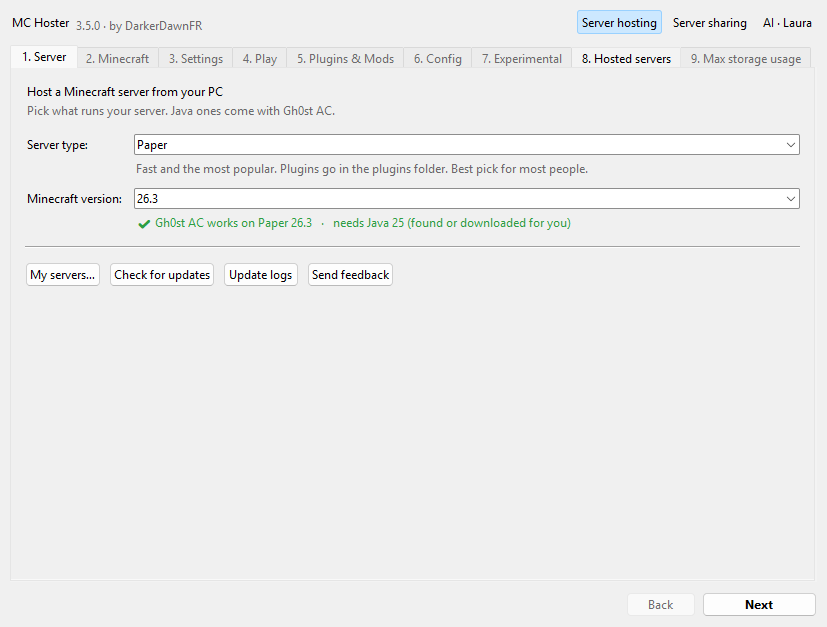 MC Hoster 3.5.0 · by DarkerDawnFR Server hosting Server sharing AI · Laura
1. Server 2. Minecraft 3. Settings 4. Play 5. Plugins & Mods 6. Config 7. Experimental 8. Hosted servers 9. Max storage usage
Host a Minecraft server from your PC
Pick what runs your server. Java ones come with Gh0st AC.
Server type: Paper
Fast and the most popular. Plugins go in the plugins folder. Best pick for most people.
Minecraft version: 26.3
Gh0st AC works on Paper 26.3 · needs Java 25 (found or downloaded for you)
My servers... Check for updates Update logs Send feedback
Back Next